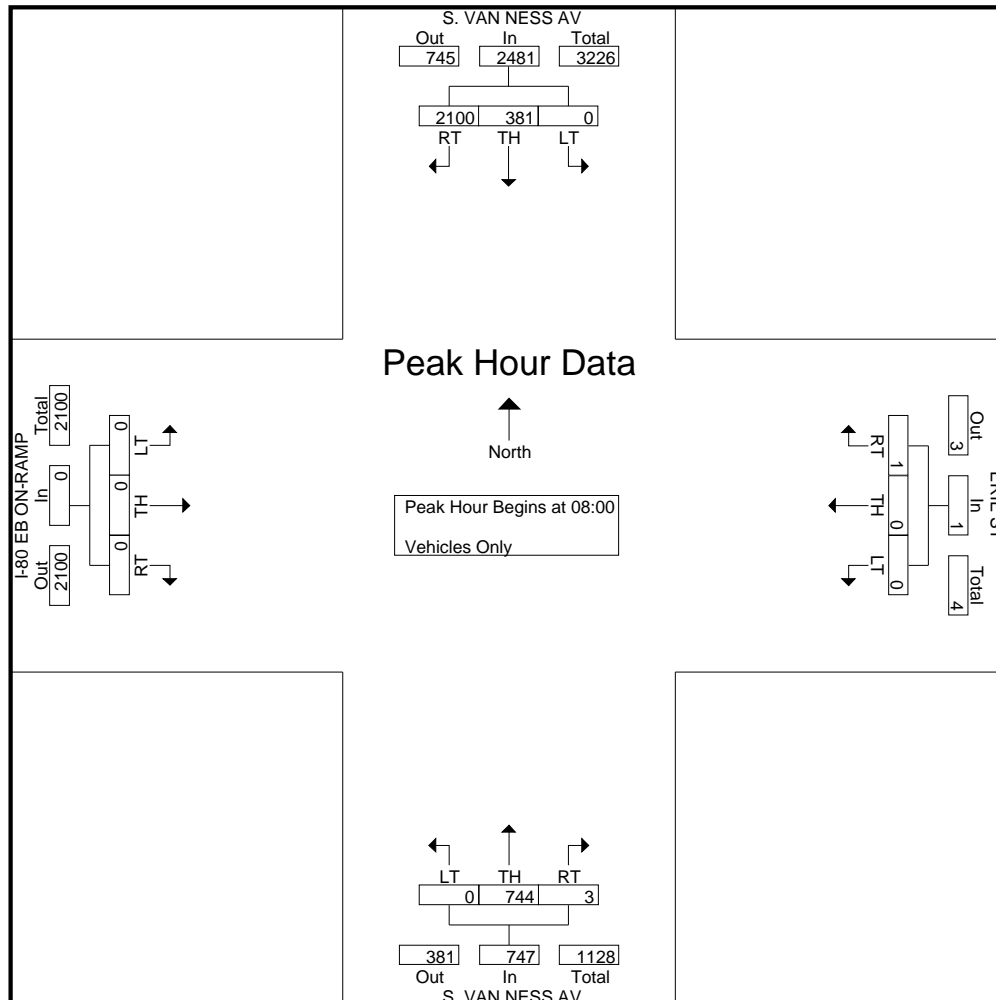 S. VAN NESS AV
Out In Total
745 2481 3226
2100 381 0
RT TH LT
Peak Hour Data
North
Peak Hour Begins at 08:00
Vehicles Only
I-80 EB ON-RAMP
Out In Total
2100 0 2100
0 0 0
LT TH RT
Out In Total
3 1 4
1 0 0
RT TH LT
LT TH RT
0 744 3
381 747 1128
Out In Total
S. VAN NESS AV